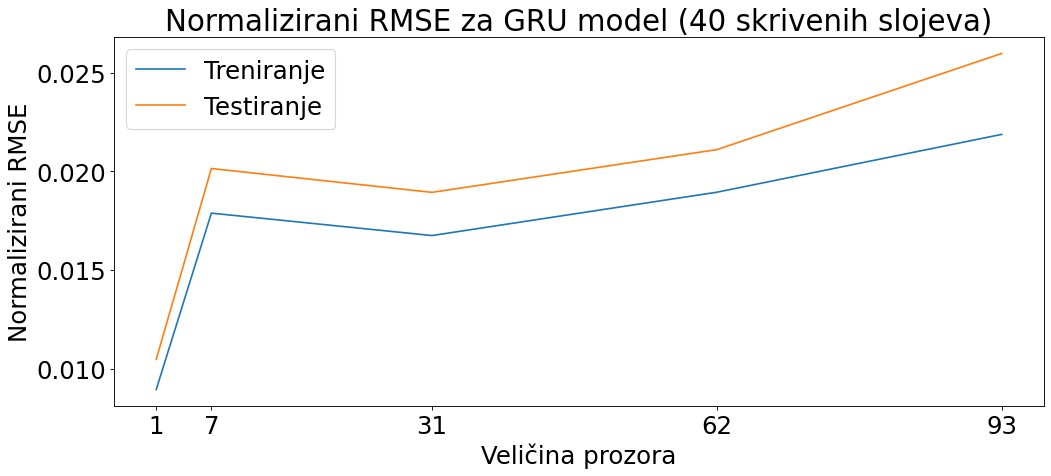 Normalizirani RMSE za GRU model (40 skrivenih slojeva)
Treniranje
Testiranje
Normalizirani RMSE
0.025
0.020
0.015
0.010
1 7 31 62 93
Veličina prozora